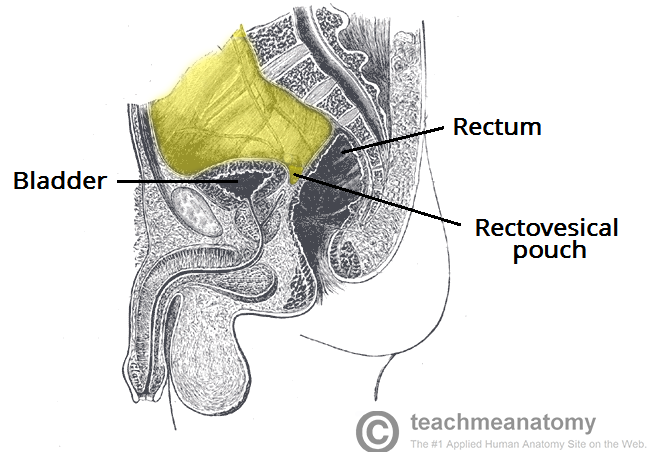 Rectum
Bladder
Rectovesical
pouch
© teachmeanatomy
The #1 Applied Human Anatomy Site on the Web.